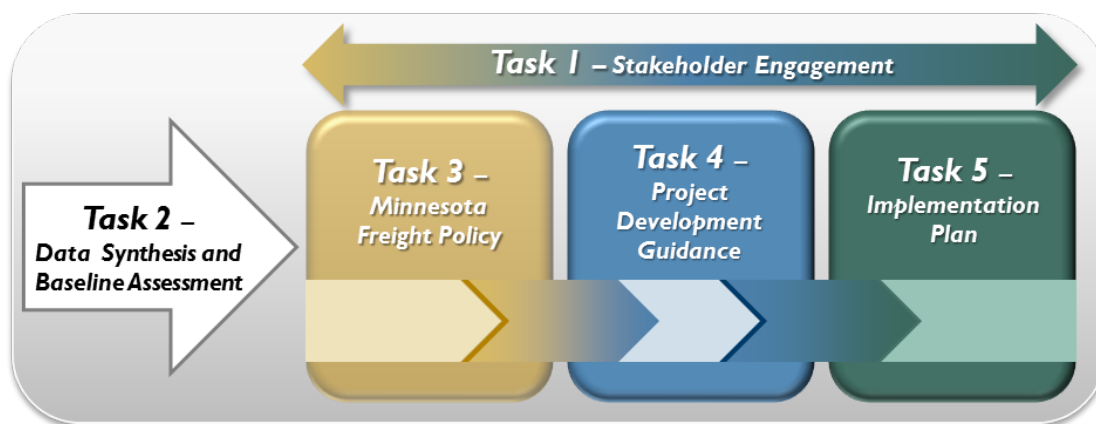 Task 1 – Stakeholder Engagement
Task 2 –
Data Synthesis and
Baseline Assessment
Task 3 –
Minnesota
Freight Policy
Task 4 –
Project
Development
Guidance
Task 5 –
Implementation
Plan